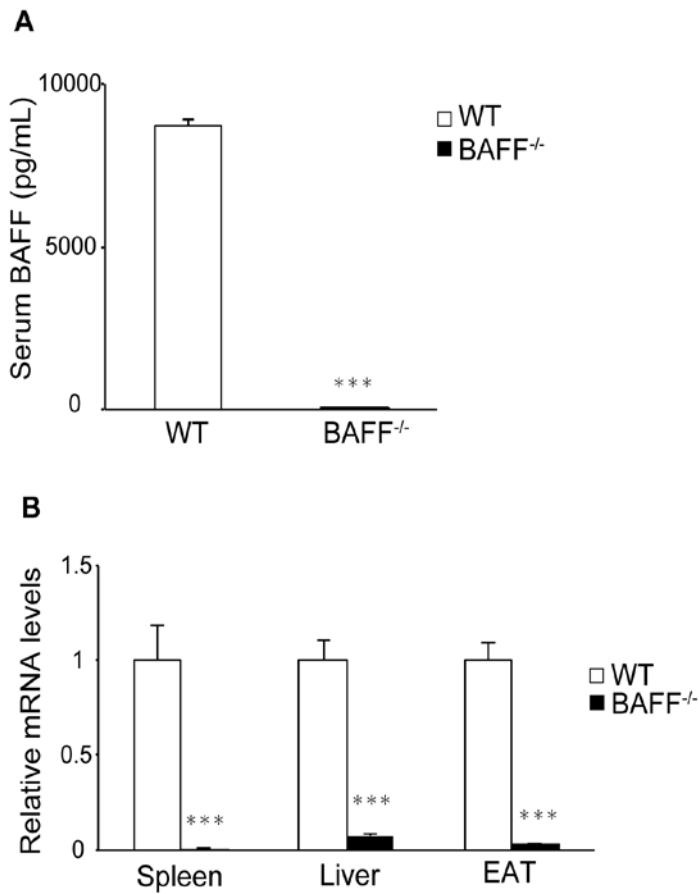 A
Serum BAFF (pg/mL)
10000
5000
0
***
WT
BAFF-/-
WT
BAFF-/-
B
Relative mRNA levels
1.5
1
0.5
0
***
***
***
Spleen
Liver
EAT
WT
BAFF-/-